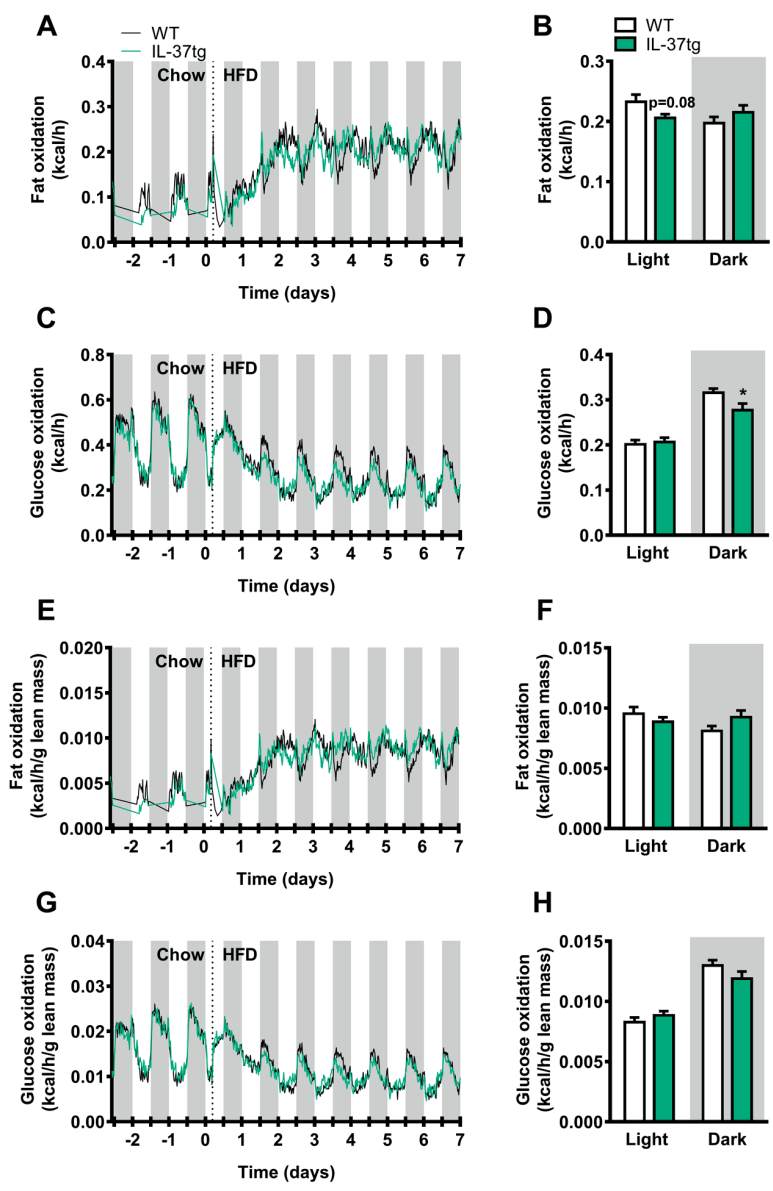 A
WT
IL-37tg
Chow HFD
0.4
0.3
0.2
0.1
0.0
Fat oxidation
(kcal/h)
-2 -1 0 1 2 3 4 5 6 7
Time (days)
B
WT
IL-37tg
0.3
0.2
0.1
0.0
Fat oxidation
(kcal/h)
p=0.08
Light Dark
C
Chow HFD
0.8
0.6
0.4
0.2
0.0
Glucose oxidation
(kcal/h)
-2 -1 0 1 2 3 4 5 6 7
Time (days)
D
0.4
0.3
0.2
0.1
0.0
Glucose oxidation
(kcal/h)
*
Light Dark
E
Chow HFD
0.020
0.015
0.010
0.005
0.000
Fat oxidation
(kcal/h/g lean mass)
-2 -1 0 1 2 3 4 5 6 7
Time (days)
F
0.015
0.010
0.005
0.000
Fat oxidation
(kcal/h/g lean mass)
Light Dark
G
Chow HFD
0.04
0.03
0.02
0.01
0.00
Glucose oxidation
(kcal/h/g lean mass)
-2 -1 0 1 2 3 4 5 6 7
Time (days)
H
0.015
0.010
0.005
0.000
Glucose oxidation
(kcal/h/g lean mass)
Light Dark